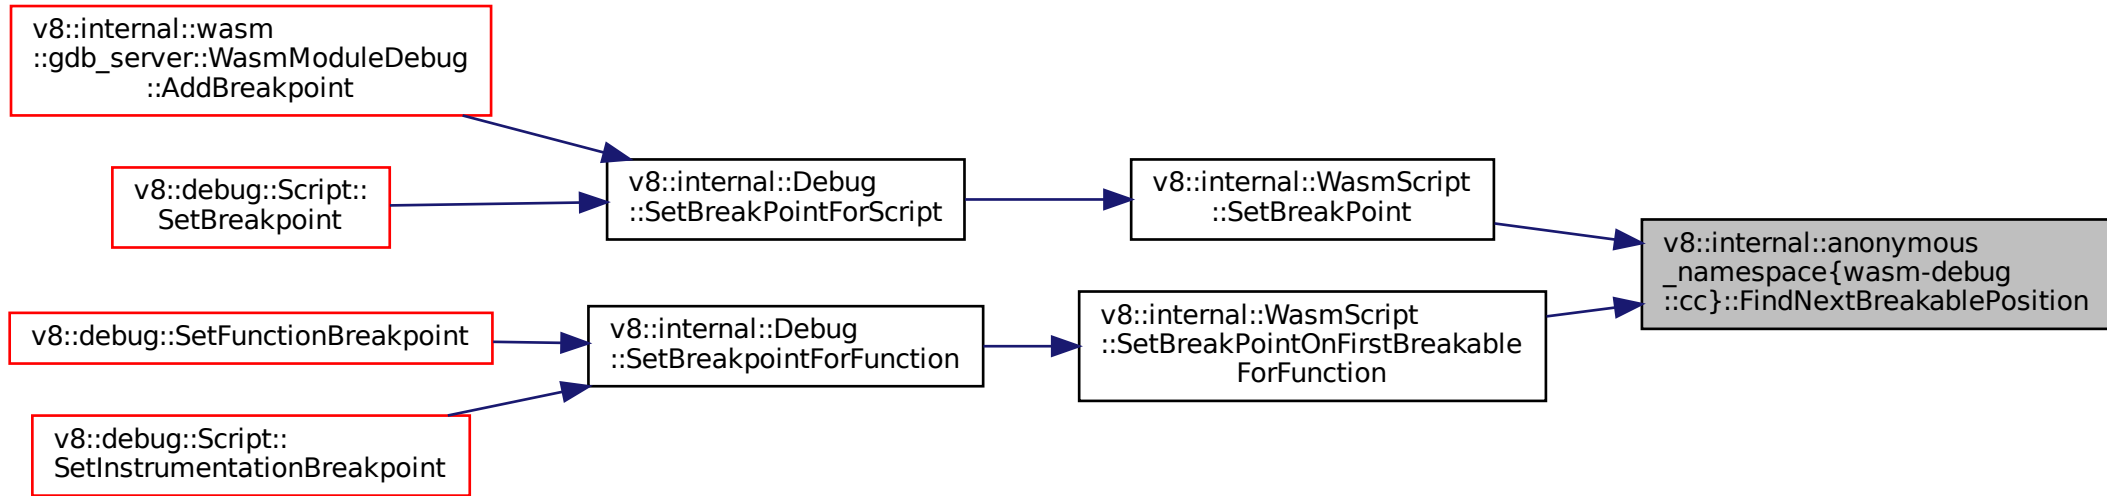 v8::internal::wasm
::gdb_server::WasmModuleDebug
::AddBreakpoint
v8::debug::Script::
SetBreakpoint
v8::debug::SetFunctionBreakpoint
v8::debug::Script::
SetInstrumentationBreakpoint
v8::internal::Debug
::SetBreakPointForScript
v8::internal::Debug
::SetBreakpointForFunction
v8::internal::WasmScript
::SetBreakPoint
v8::internal::WasmScript
::SetBreakPointOnFirstBreakable
ForFunction
v8::internal::anonymous
_namespace{wasm-debug
::cc}::FindNextBreakablePosition